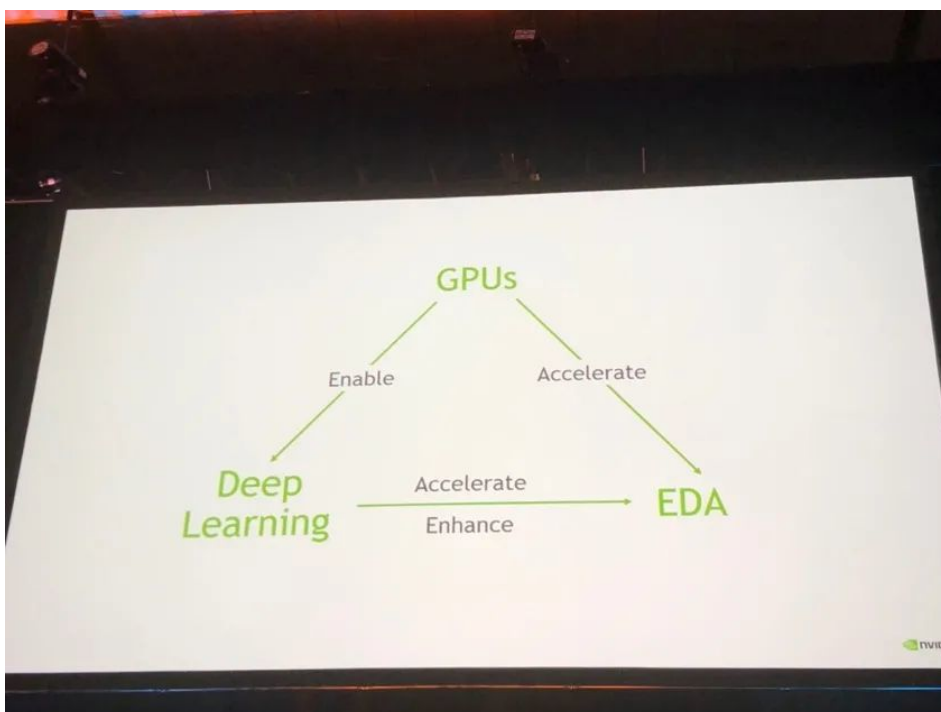 GPUs
Enable
Accelerate
Deep
Learning
Accelerate
Enhance
EDA